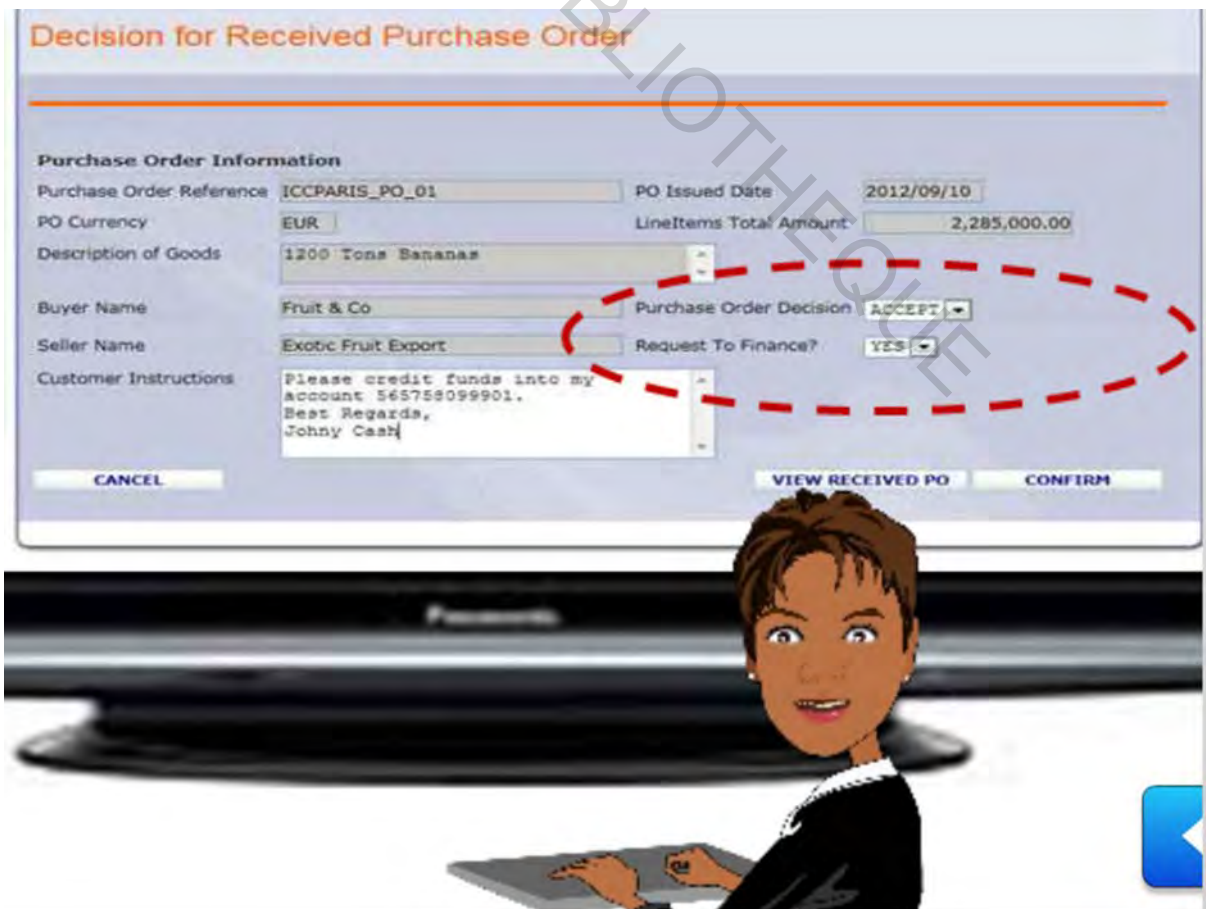 Decision for Received Purchase Order
Purchase Order Information
Purchase Order Reference ICCPARIS_PO_01 PO Issued Date 2012/09/10
PO Currency EUR LineItems Total Amount 2,285,000.00
Description of Goods 1200 Tons Bananas
Buyer Name Fruit & Co Purchase Order Decision ACCEPT
Seller Name Exotic Fruit Export Request To Finance? YES
Customer Instructions Please credit funds into my
account 565758099901.
Best Regards,
Johny Cash
CANCEL VIEW RECEIVED PO CONFIRM
BLIOTHEQUE